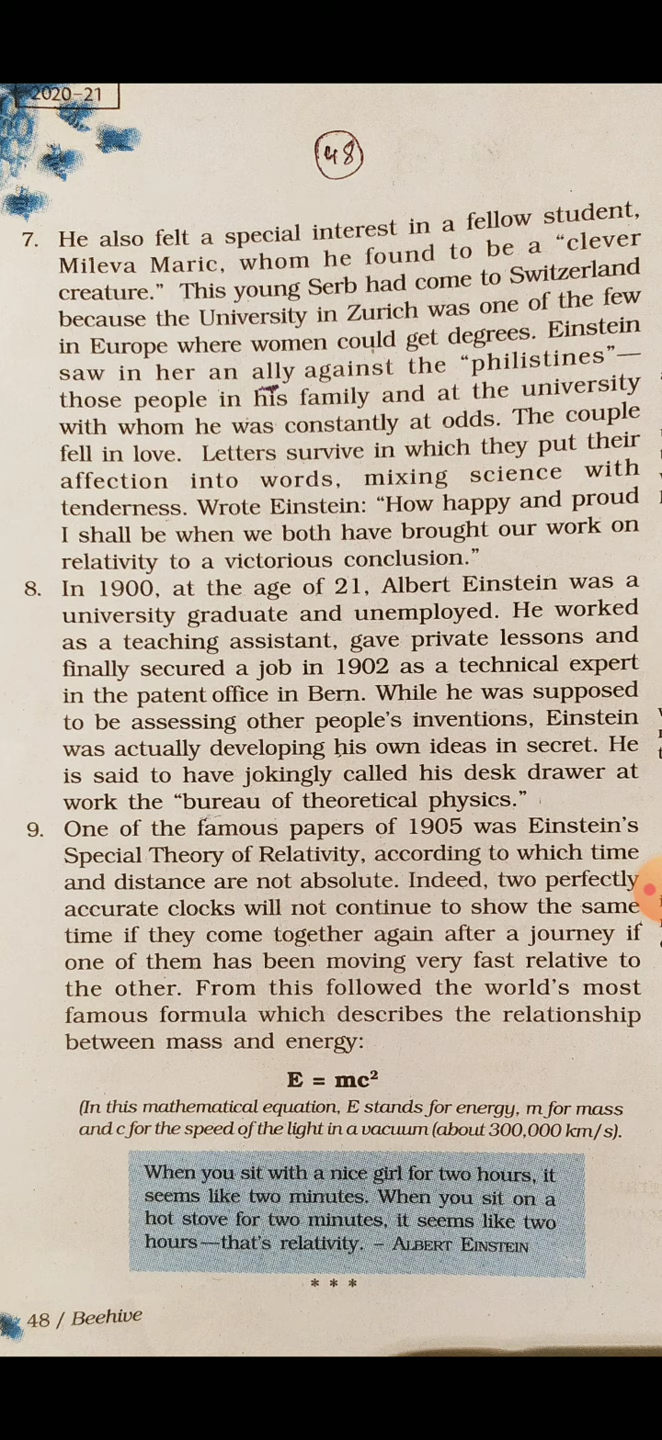 2020–21
48
7. He also felt a special interest in a fellow student,
Mileva Maric, whom he found to be a “clever
creature.” This young Serb had come to Switzerland
because the University in Zurich was one of the few
in Europe where women could get degrees. Einstein
saw in her an ally against the “philistines”—
those people in his family and at the university
with whom he was constantly at odds. The couple
fell in love. Letters survive in which they put their
affection into words, mixing science with
tenderness. Wrote Einstein: “How happy and proud
I shall be when we both have brought our work on
relativity to a victorious conclusion.”
8. In 1900, at the age of 21, Albert Einstein was a
university graduate and unemployed. He worked
as a teaching assistant, gave private lessons and
finally secured a job in 1902 as a technical expert
in the patent office in Bern. While he was supposed
to be assessing other people’s inventions, Einstein
was actually developing his own ideas in secret. He
is said to have jokingly called his desk drawer at
work the “bureau of theoretical physics.”
9. One of the famous papers of 1905 was Einstein’s
Special Theory of Relativity, according to which time
and distance are not absolute. Indeed, two perfectly
accurate clocks will not continue to show the same
time if they come together again after a journey if
one of them has been moving very fast relative to
the other. From this followed the world’s most
famous formula which describes the relationship
between mass and energy:
E = mc²
(In this mathematical equation, E stands for energy, m for mass
and c for the speed of the light in a vacuum (about 300,000 km/s).
When you sit with a nice girl for two hours, it
seems like two minutes. When you sit on a
hot stove for two minutes, it seems like two
hours—that’s relativity. – ALBERT EINSTEIN
* * *
48 / Beehive